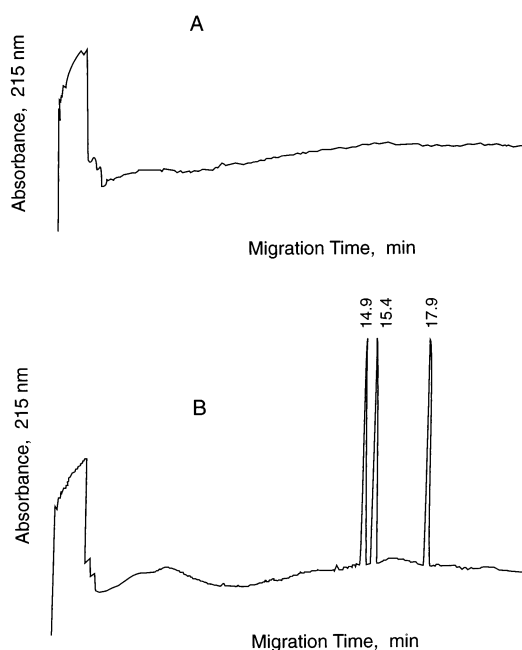 A
Absorbance, 215 nm
Migration Time, min
14.9
15.4
17.9
B
Absorbance, 215 nm
Migration Time, min